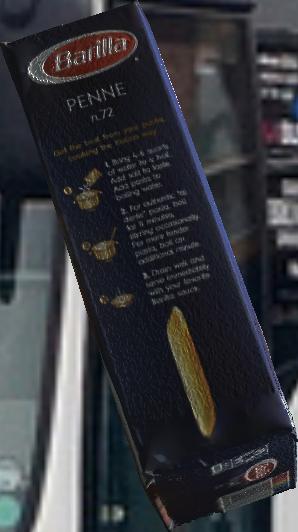 Barilla
PENNE
n.72
Get the best from your pasta,
cooking the Italian way
1. Bring 4-6 quarts
of water to a boil.
Add salt to taste.
Add pasta to
boiling water.
2. For authentic "al
dente" pasta, boil
for 11 minutes,
stirring occasionally.
For more tender
pasta, boil an
additional minute.
3. Drain well and
serve immediately
with your favorite
Barilla sauce.